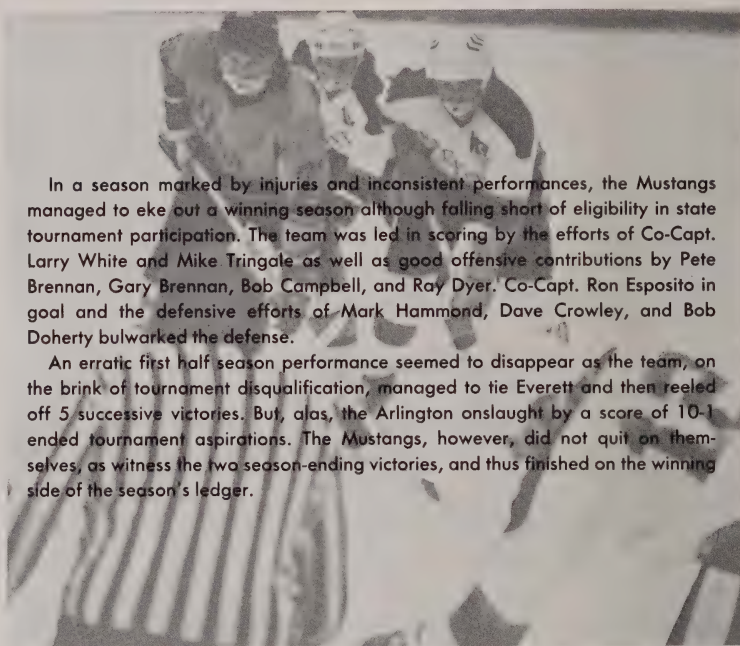 In a season marked by injuries and inconsistent performances, the Mustangs
managed to eke out a winning season although falling short of eligibility in state
tournament participation. The team was led in scoring by the efforts of Co-Capt.
Larry White and Mike Tringale as well as good offensive contributions by Pete
Brennan, Gary Brennan, Bob Campbell, and Ray Dyer. Co-Capt. Ron Esposito in
goal and the defensive efforts of Mark Hammond, Dave Crowley, and Bob
Doherty bulwarked the defense.
An erratic first half season performance seemed to disappear as the team, on
the brink of tournament disqualification, managed to tie Everett and then reeled
off 5 successive victories. But, alas, the Arlington onslaught by a score of 10-1
ended tournament aspirations. The Mustangs, however, did not quit on them-
selves, as witness the two season-ending victories, and thus finished on the winning
side of the season's ledger.